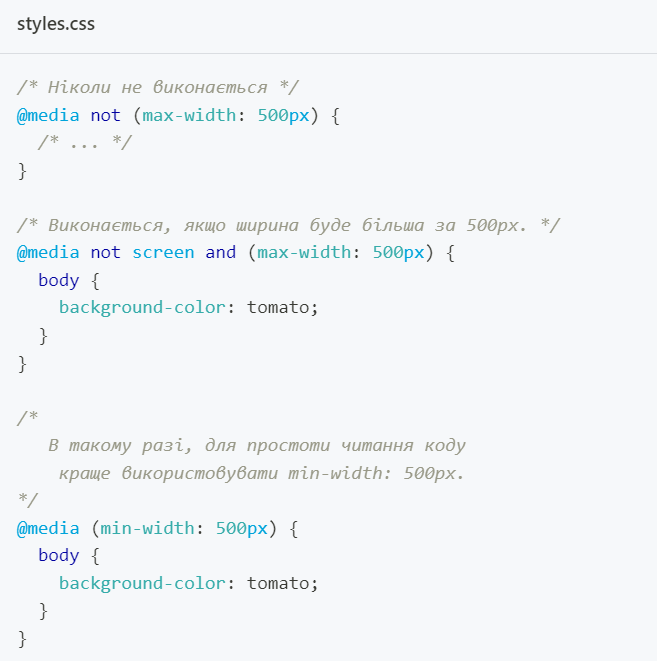 styles.css
/* Ніколи не виконається */
@media not (max-width: 500px) {
/* ... */
}
/* Виконається, якщо ширина буде більша за 500px. */
@media not screen and (max-width: 500px) {
body {
background-color: tomato;
}
}
/*
В такому разі, для простоти читання коду
краще використовувати min-width: 500px.
*/
@media (min-width: 500px) {
body {
background-color: tomato;
}
}